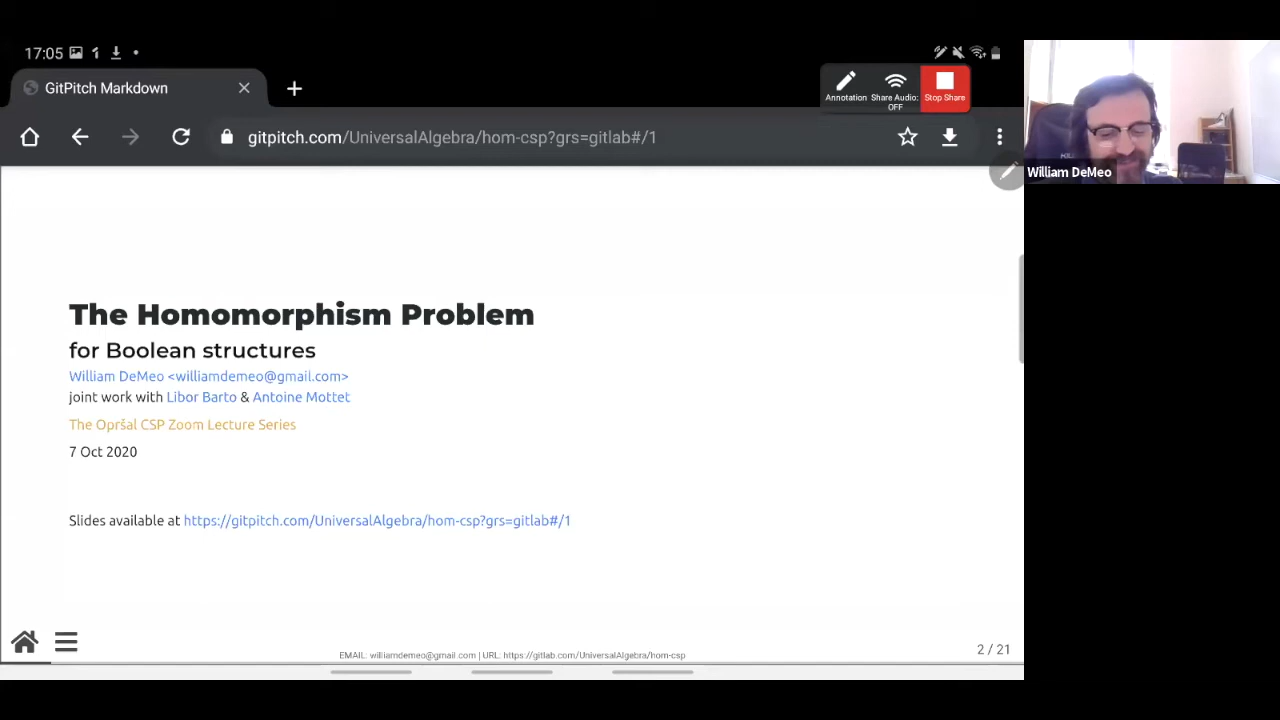 17:05
GitPitch Markdown
Annotation
Share Audio: OFF
Stop Share
gitpitch.com/UniversalAlgebra/hom-csp?grs=gitlab#/1
William DeMeo
The Homomorphism Problem
for Boolean structures
William DeMeo <williamdemeo@gmail.com>
joint work with Libor Barto & Antoine Mottet
The Opršal CSP Zoom Lecture Series
7 Oct 2020
Slides available at https://gitpitch.com/UniversalAlgebra/hom-csp?grs=gitlab#/1
EMAIL: williamdemeo@gmail.com | URL: https://gitlab.com/UniversalAlgebra/hom-csp
2 / 21